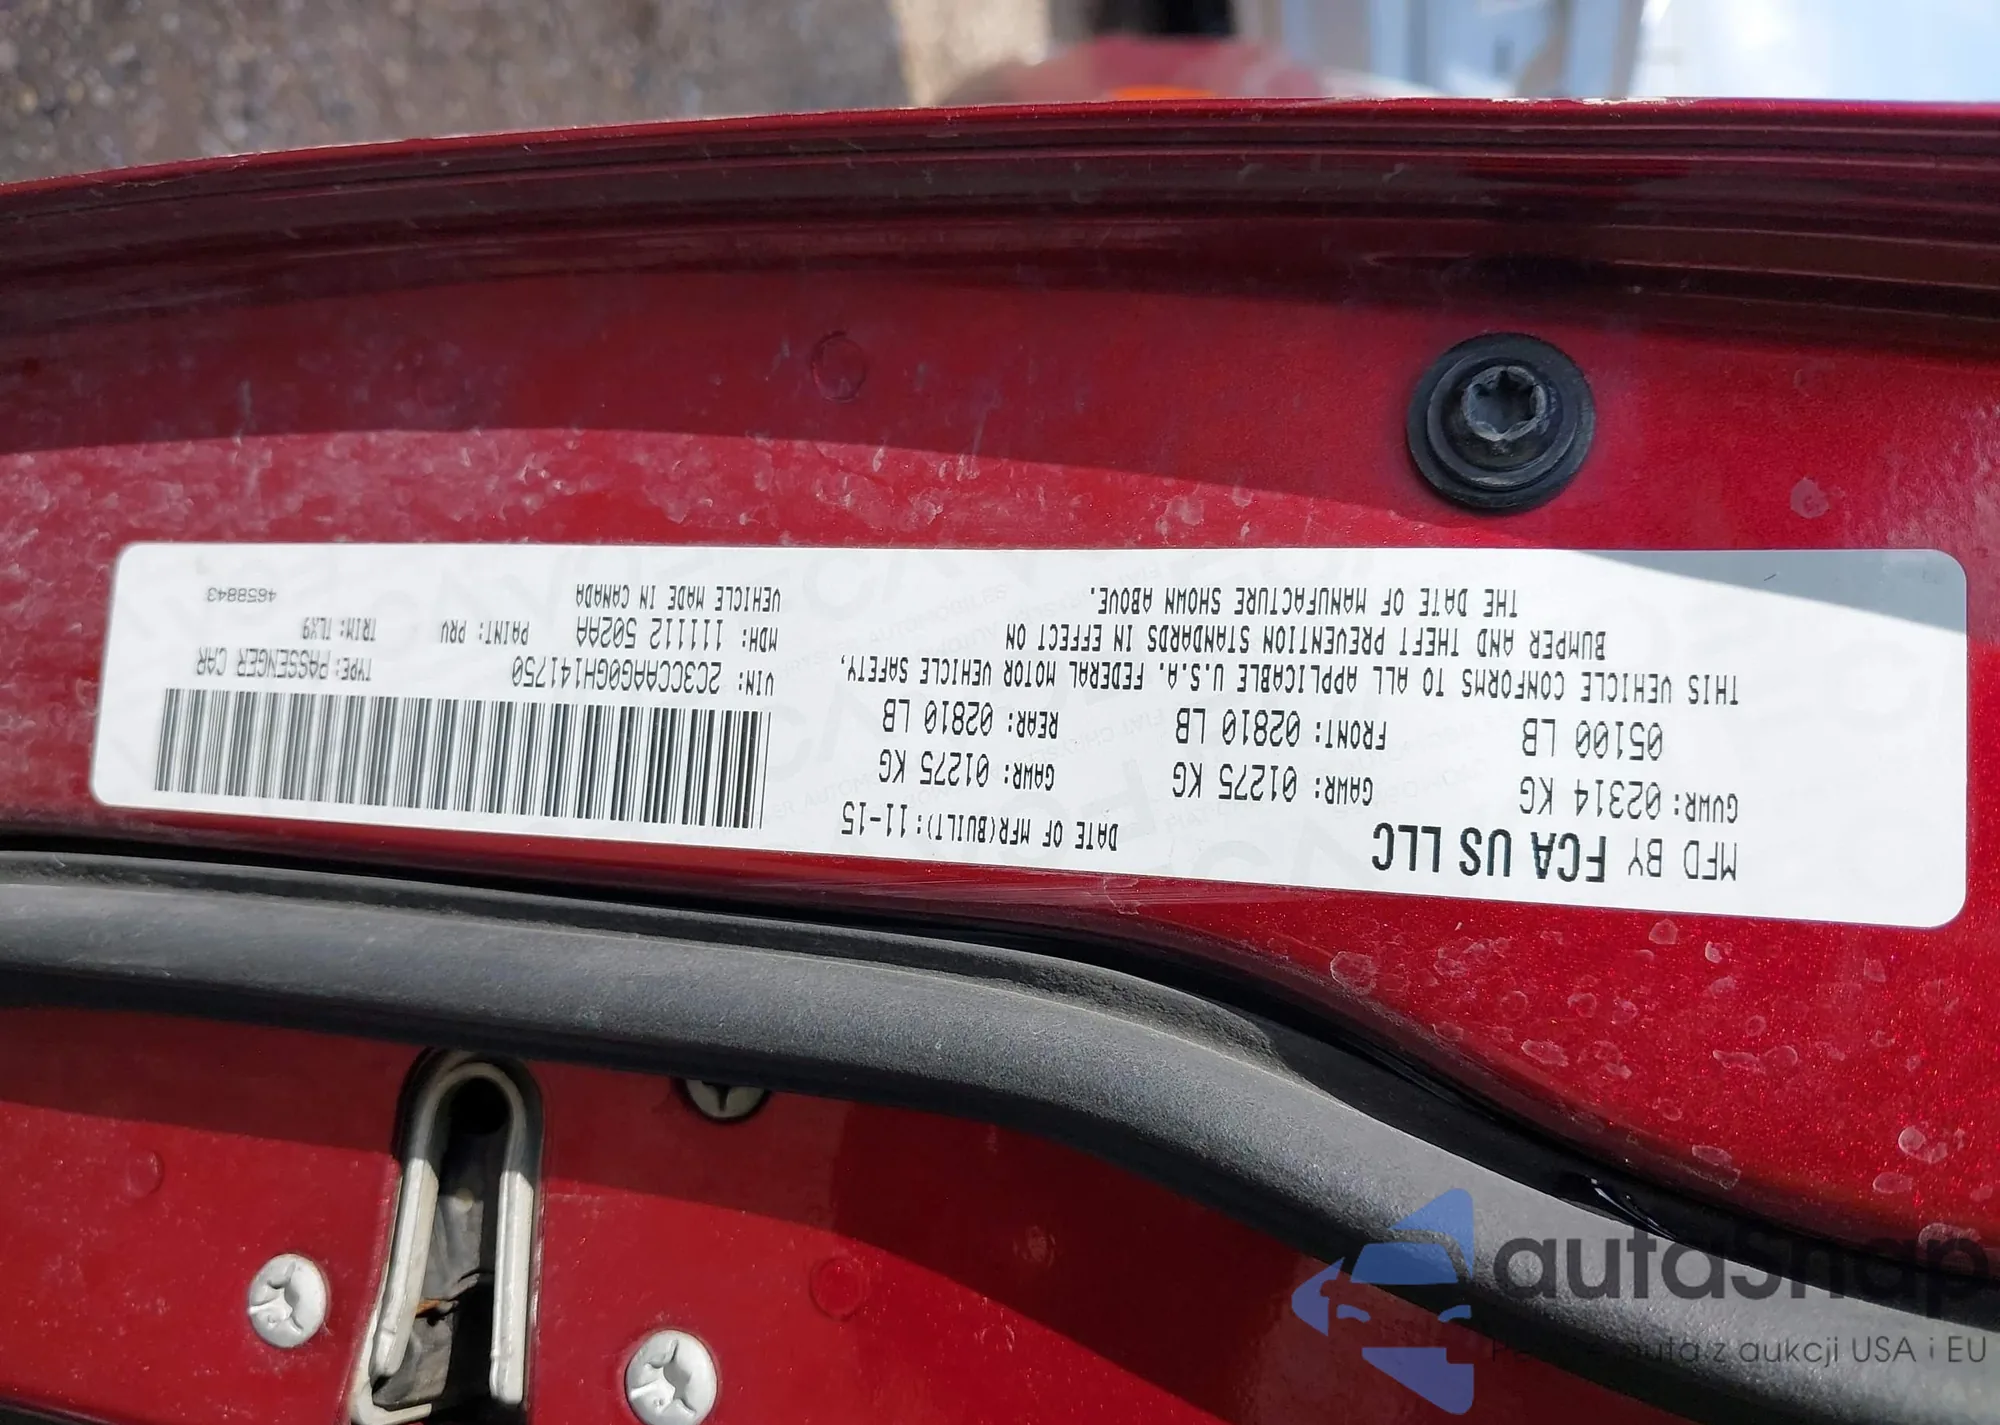 MFD BY FCA US LLC
DATE OF MFR(BUILT): 11-15
GVWR: 02314 KG
GAWR: 01275 KG
GAWR: 01275 KG
05100 LB
FRONT: 02810 LB
REAR: 02810 LB
THIS VEHICLE CONFORMS TO ALL APPLICABLE U.S.A. FEDERAL MOTOR VEHICLE SAFETY,
BUMPER AND THEFT PREVENTION STANDARDS IN EFFECT ON
THE DATE OF MANUFACTURE SHOWN ABOVE.
VIN: 2C3CCAAG0GH141750
TYPE: PASSENGER CAR
MDH: 111112 502AA
PAINT: PRV
TRIM: TLX9
VEHICLE MADE IN CANADA
4658843
autosnap
auta z aukcji USA i EU